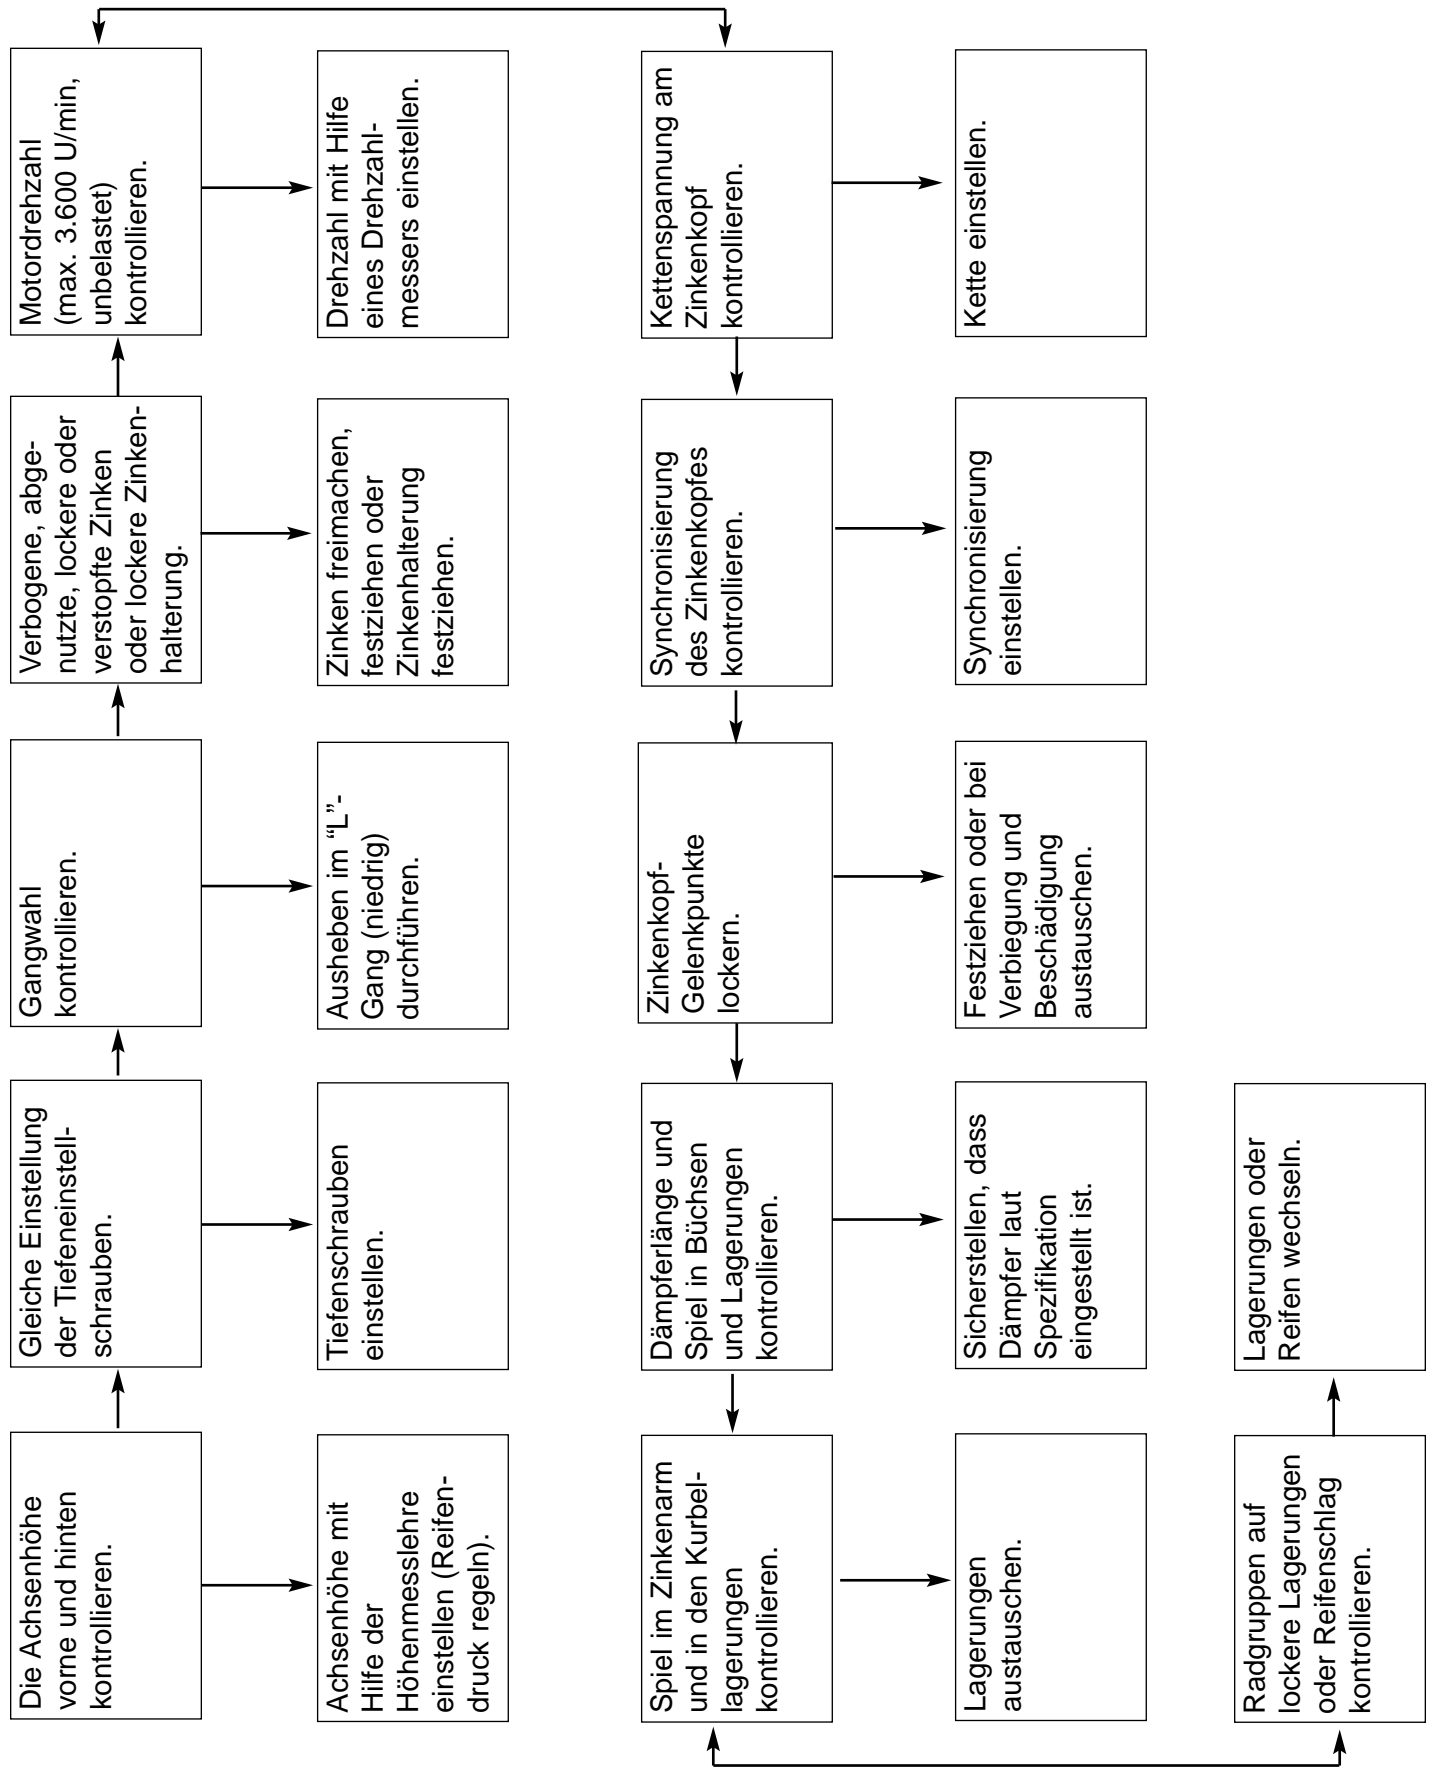 Die Achsenhöhe
vorne und hinten
kontrollieren.
Gleiche Einstellung
der Tiefeneinstell-
schrauben.
Gangwahl
kontrollieren.
Verbogene, abge-
nutzte, lockere oder
verstopfte Zinken
oder lockere Zinken-
halterung.
Motordrehzahl
(max. 3.600 U/min,
unbelastet)
kontrollieren.
Achsenhöhe mit
Hilfe der
Höhenmesslehre
einstellen (Reifen-
druck regeln).
Tiefenschrauben
einstellen.
Ausheben im “L”-
Gang (niedrig)
durchführen.
Zinken freimachen,
festziehen oder
Zinkenhalterung
festziehen.
Drehzahl mit Hilfe
eines Drehzahl-
messers einstellen.
Spiel im Zinkenarm
und in den Kurbel-
lagerungen
kontrollieren.
Dämpferlänge und
Spiel in Büchsen
und Lagerungen
kontrollieren.
Zinkenkopf-
Gelenkpunkte
lockern.
Synchronisierung
des Zinkenkopfes
kontrollieren.
Kettenspannung am
Zinkenkopf
kontrollieren.
Lagerungen
austauschen.
Sicherstellen, dass
Dämpfer laut
Spezifikation
eingestellt ist.
Festziehen oder bei
Verbiegung und
Beschädigung
austauschen.
Synchronisierung
einstellen.
Kette einstellen.
Radgruppen auf
lockere Lagerungen
oder Reifenschlag
kontrollieren.
Lagerungen oder
Reifen wechseln.